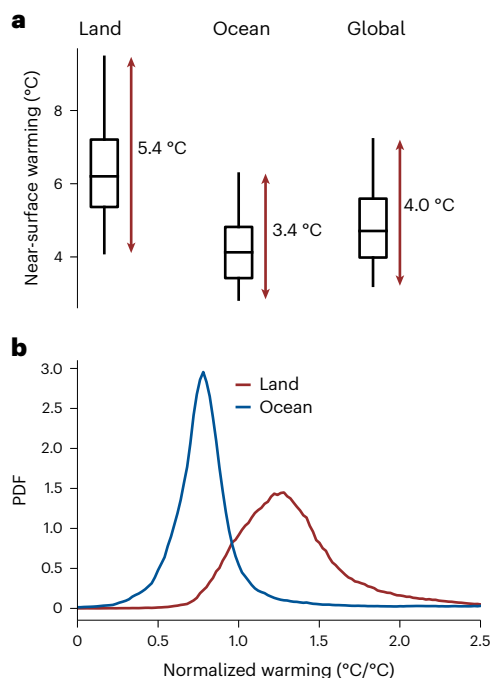 a
Land Ocean Global
Near-surface warming (°C)
8
6
4
5.4 °C
3.4 °C
4.0 °C
b
PDF
3.0
2.5
2.0
1.5
1.0
0.5
0
Land
Ocean
0 0.5 1.0 1.5 2.0 2.5
Normalized warming (°C/°C)